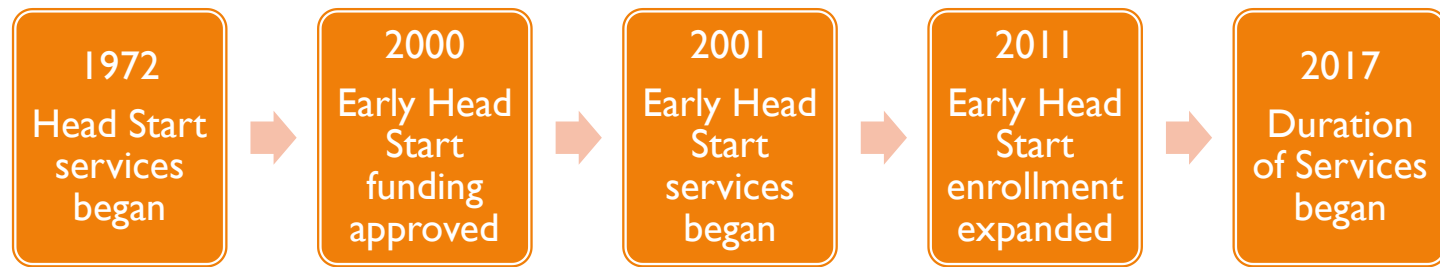 1972
Head Start
services
began
2000
Early Head
Start
funding
approved
2001
Early Head
Start
services
began
2011
Early Head
Start
enrollment
expanded
2017
Duration
of Services
began